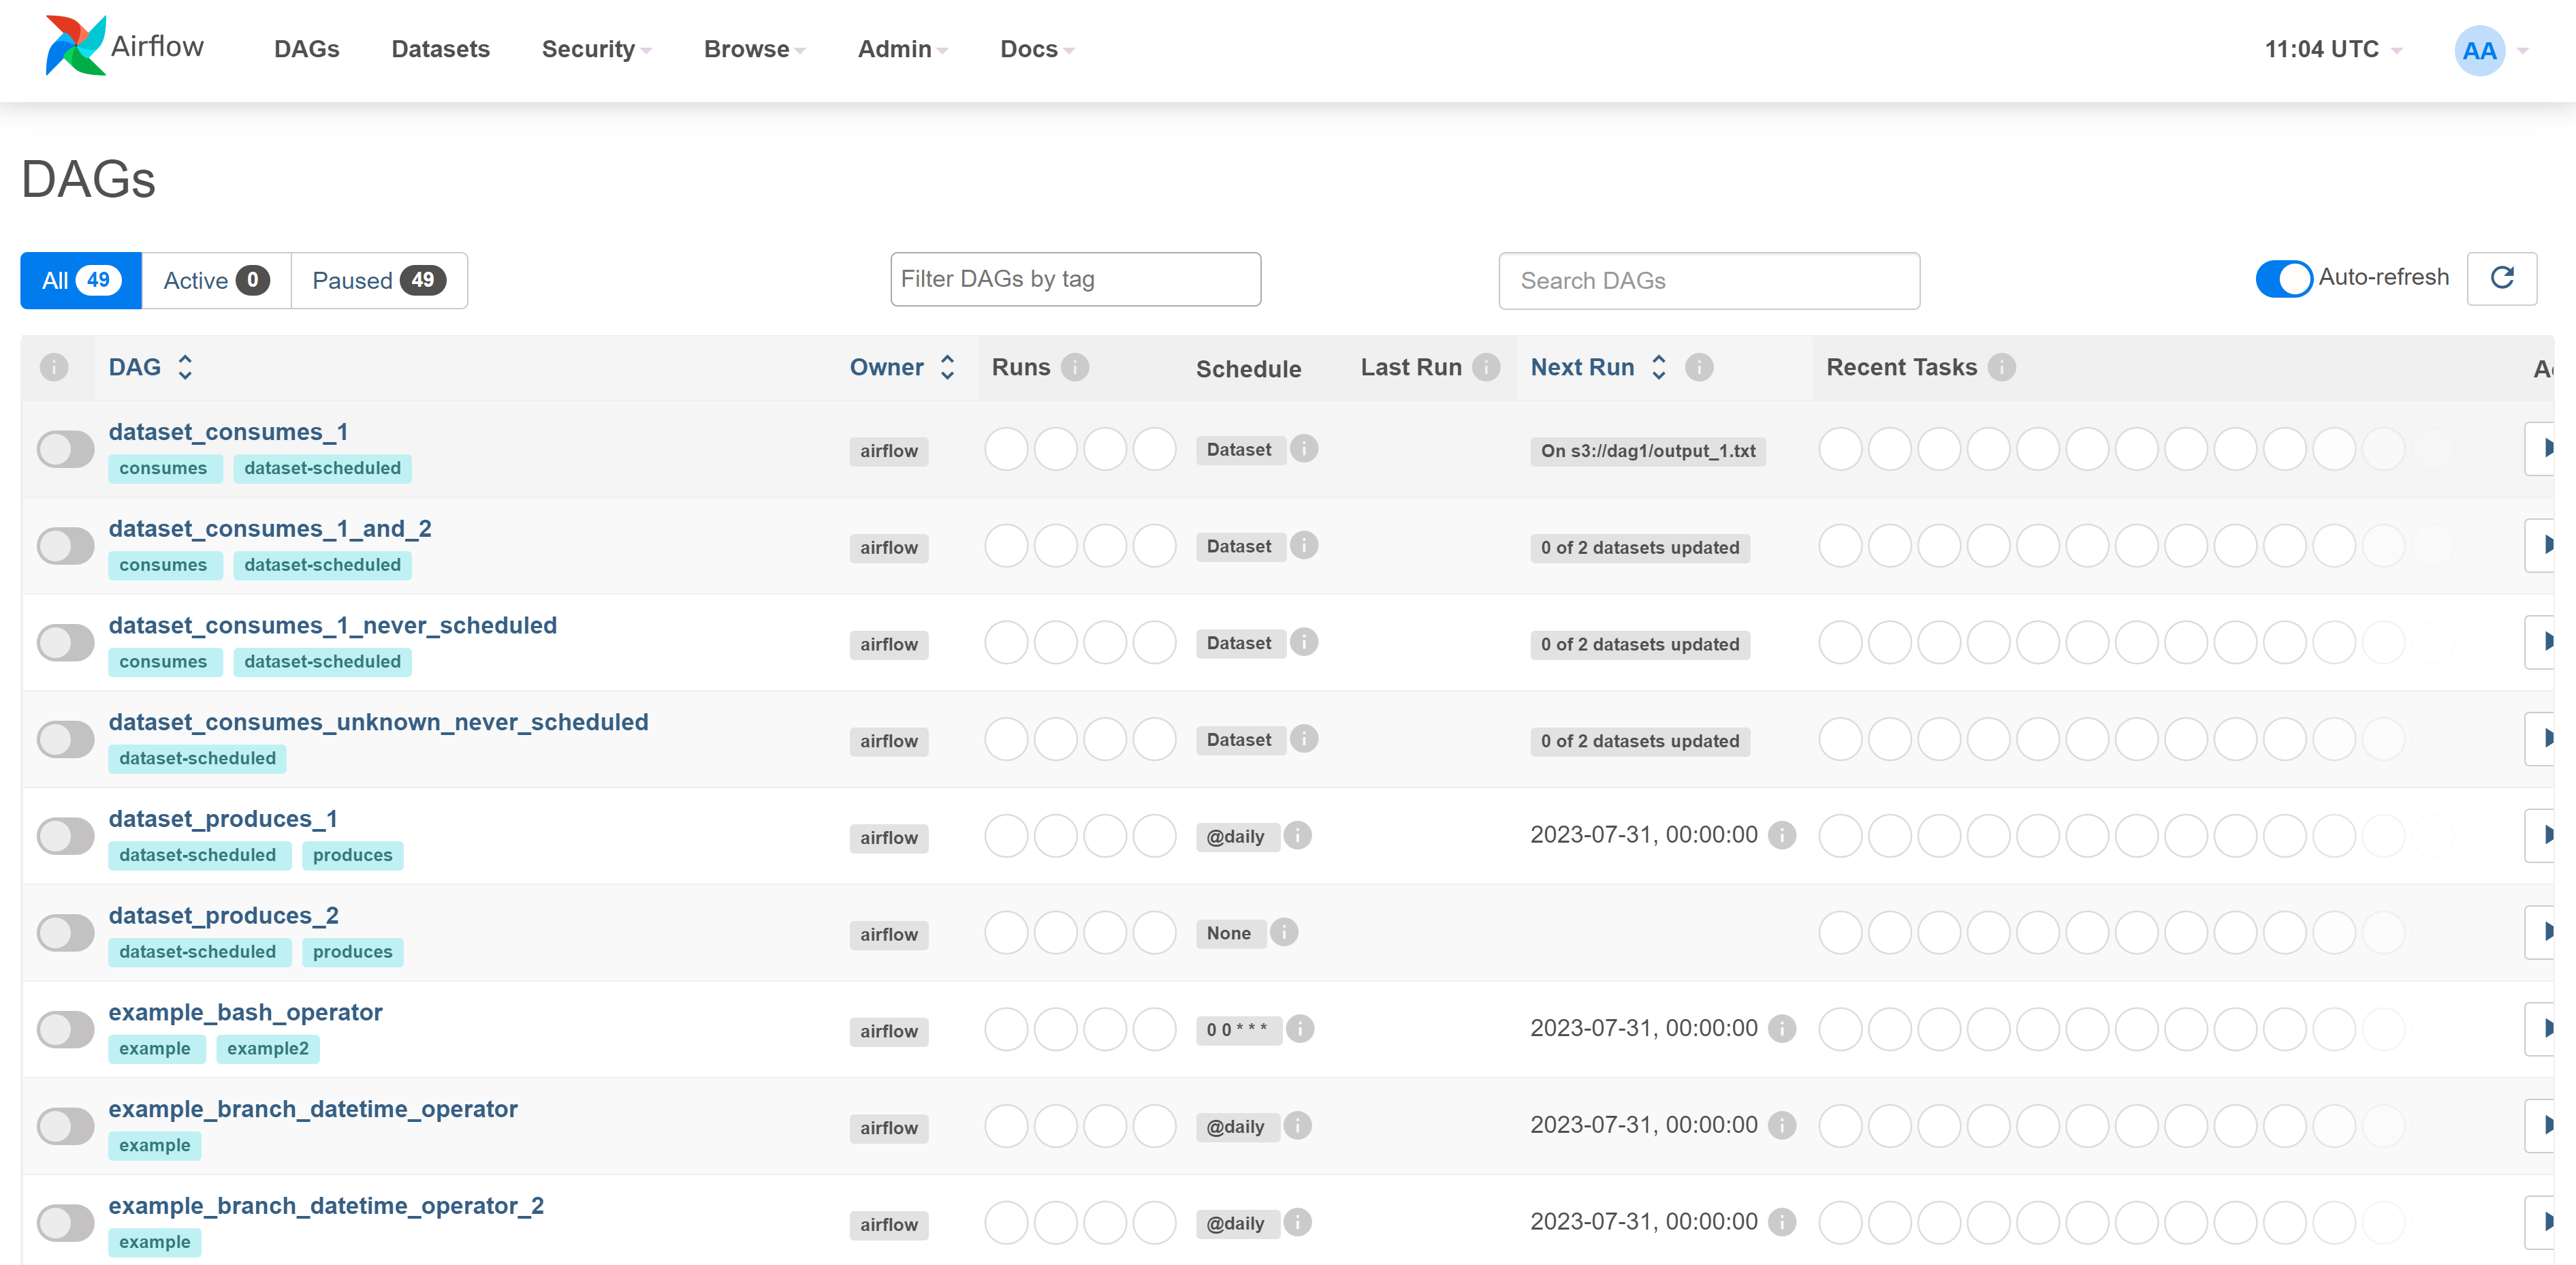 Airflow DAGs Datasets Security Browse Admin Docs 11:04 UTC AA
DAGs
All 49 Active 0 Paused 49 Filter DAGs by tag Search DAGs Auto-refresh
DAG Owner Runs Schedule Last Run Next Run Recent Tasks
dataset_consumes_1
consumes dataset-scheduled airflow Dataset On s3://dag1/output_1.txt
dataset_consumes_1_and_2
consumes dataset-scheduled airflow Dataset 0 of 2 datasets updated
dataset_consumes_1_never_scheduled
consumes dataset-scheduled airflow Dataset 0 of 2 datasets updated
dataset_consumes_unknown_never_scheduled
dataset-scheduled airflow Dataset 0 of 2 datasets updated
dataset_produces_1
dataset-scheduled produces airflow @daily 2023-07-31, 00:00:00
dataset_produces_2
dataset-scheduled produces airflow None
example_bash_operator
example example2 airflow 0 0 * * * 2023-07-31, 00:00:00
example_branch_datetime_operator
example airflow @daily 2023-07-31, 00:00:00
example_branch_datetime_operator_2
example airflow @daily 2023-07-31, 00:00:00